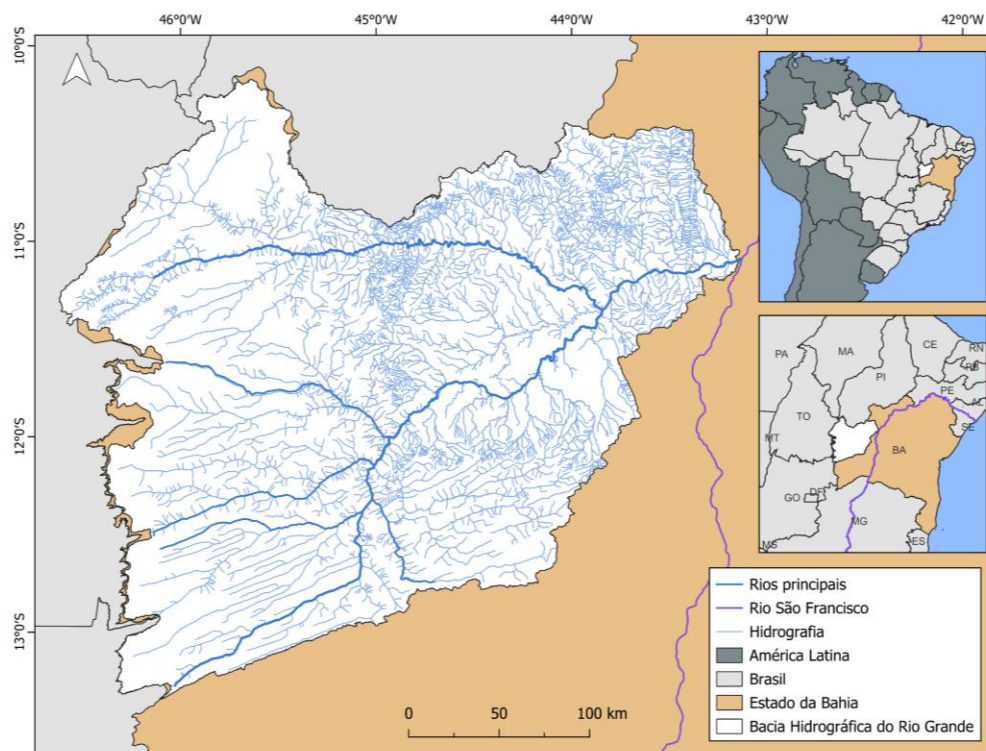 46°0'W 45°0'W 44°0'W 43°0'W 42°0'W
10°0'S
11°0'S
12°0'S
13°0'S
PA
MA
CE
RN
PB
PI
PE
AL
TO
SE
MT
BA
GO
DF
MG
MS
ES
Rios principais
Rio São Francisco
Hidrografia
América Latina
Brasil
Estado da Bahia
Bacia Hidrográfica do Rio Grande
0 50 100 km